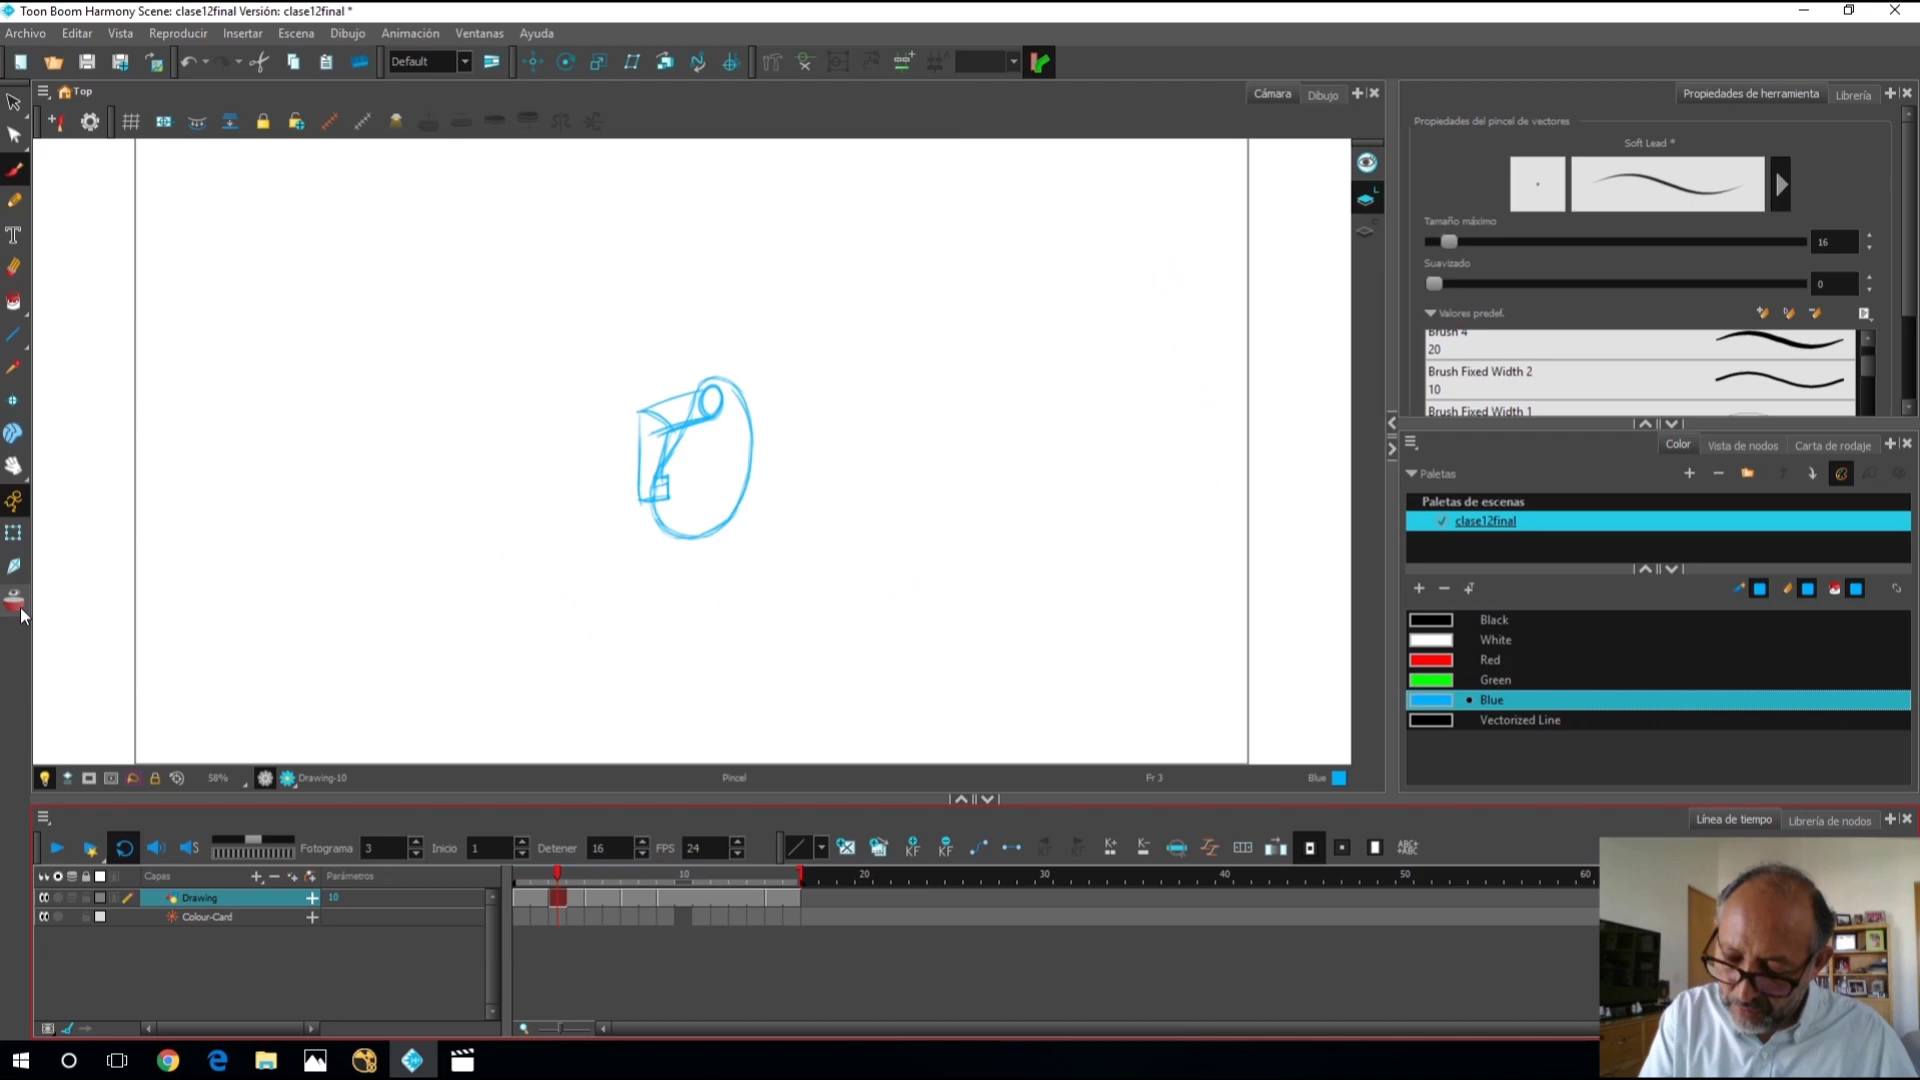 Toon Boom Harmony Scene: clase12final Versión: clase12final *
Archivo Editar Vista Reproducir Insertar Escena Dibujo Animación Ventanas Ayuda
Default
Top
Cámara Dibujo
Propiedades de herramienta Librería
Propiedades del pincel de vectores
Soft Lead *
Tamaño máximo
16
Suavizado
0
Valores predef.
Brush 4
20
Brush Fixed Width 2
10
Brush Fixed Width 1
Color Vista de nodos Carta de rodaje
Paletas
Paletas de escenas
clase12final
Black
White
Red
Green
Blue
Vectorized Line
58% Drawing-10 Pincel Fr 3 Blue
Línea de tiempo Librería de nodos
Fotograma 3 Inicio 1 Detener 16 FPS 24
Capas Parámetros 10 20 30 40 50 60
Drawing 10
Colour-Card